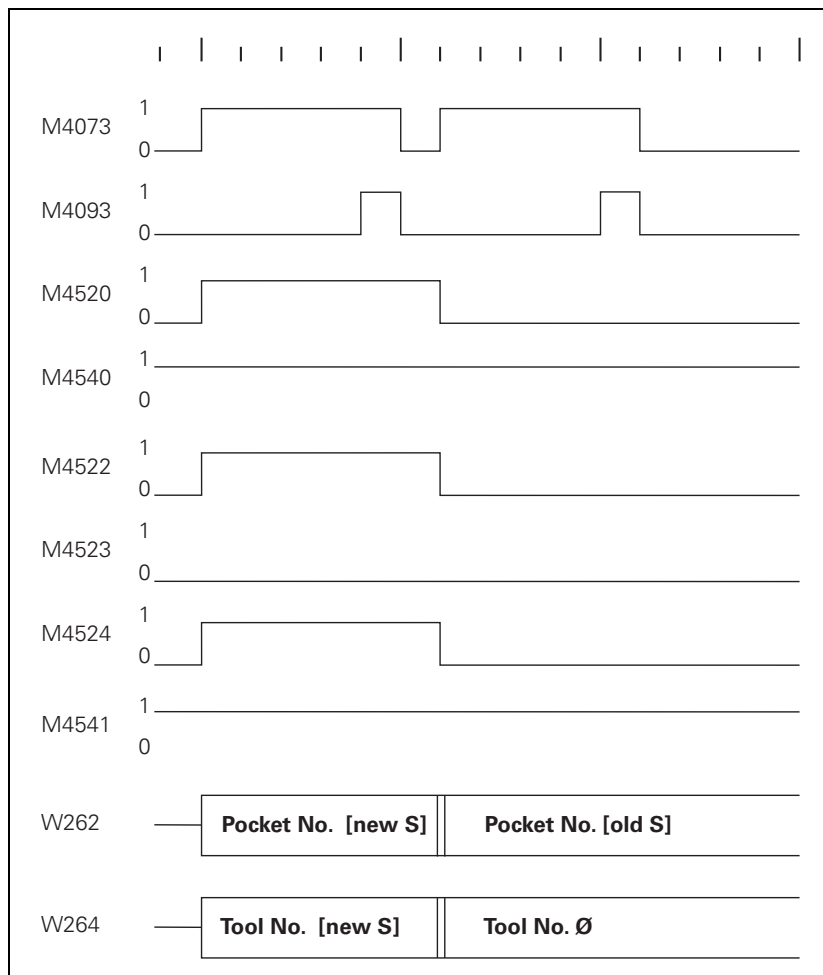 M4073 1
0
M4093 1
0
M4520 1
0
M4540 1
0
M4522 1
0
M4523 1
0
M4524 1
0
M4541 1
0
W262 Pocket No. [new S] Pocket No. [old S]
W264 Tool No. [new S] Tool No. Ø